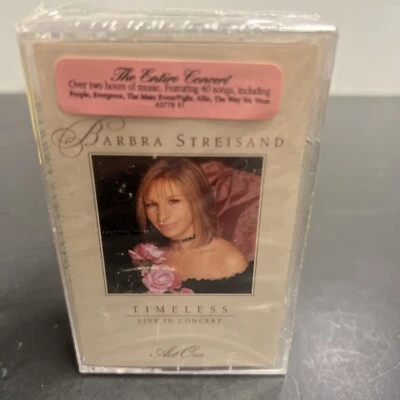 The Entire Concert
Over two hours of music. Featuring 40 songs, including
People, Evergreen, The Main Event/Fight, Alfie, The Way We Were
BARBRA STREISAND
TIMELESS
LIVE IN CONCERT
Act One